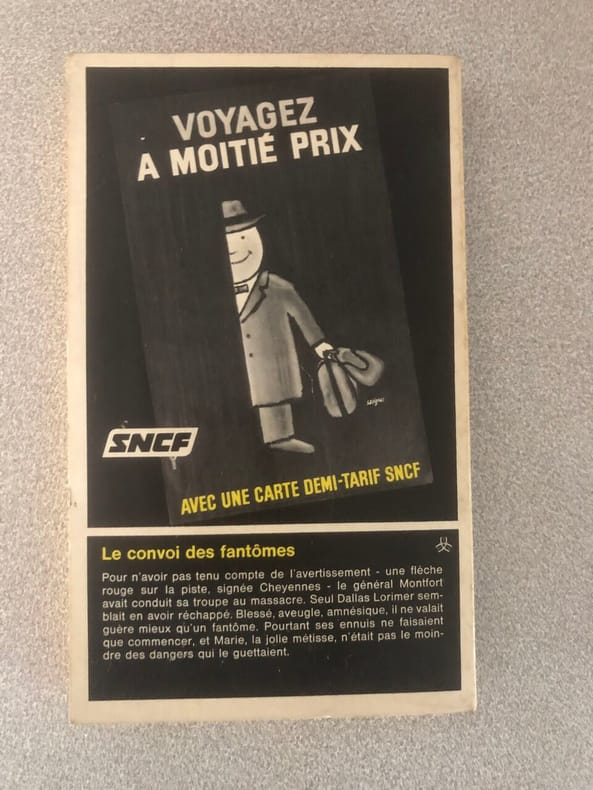 VOYAGEZ
A MOITIÉ PRIX
savignac
SNCF
AVEC UNE CARTE DEMI-TARIF SNCF
Le convoi des fantômes
Pour n'avoir pas tenu compte de l'avertissement - une flèche
rouge sur la piste, signée Cheyennes - le général Montfort
avait conduit sa troupe au massacre. Seul Dallas Lorimer sem-
blait en avoir réchappé. Blessé, aveugle, amnésique, il ne valait
guère mieux qu'un fantôme. Pourtant ses ennuis ne faisaient
que commencer, et Marie, la jolie métisse, n'était pas le moin-
dre des dangers qui le guettaient.